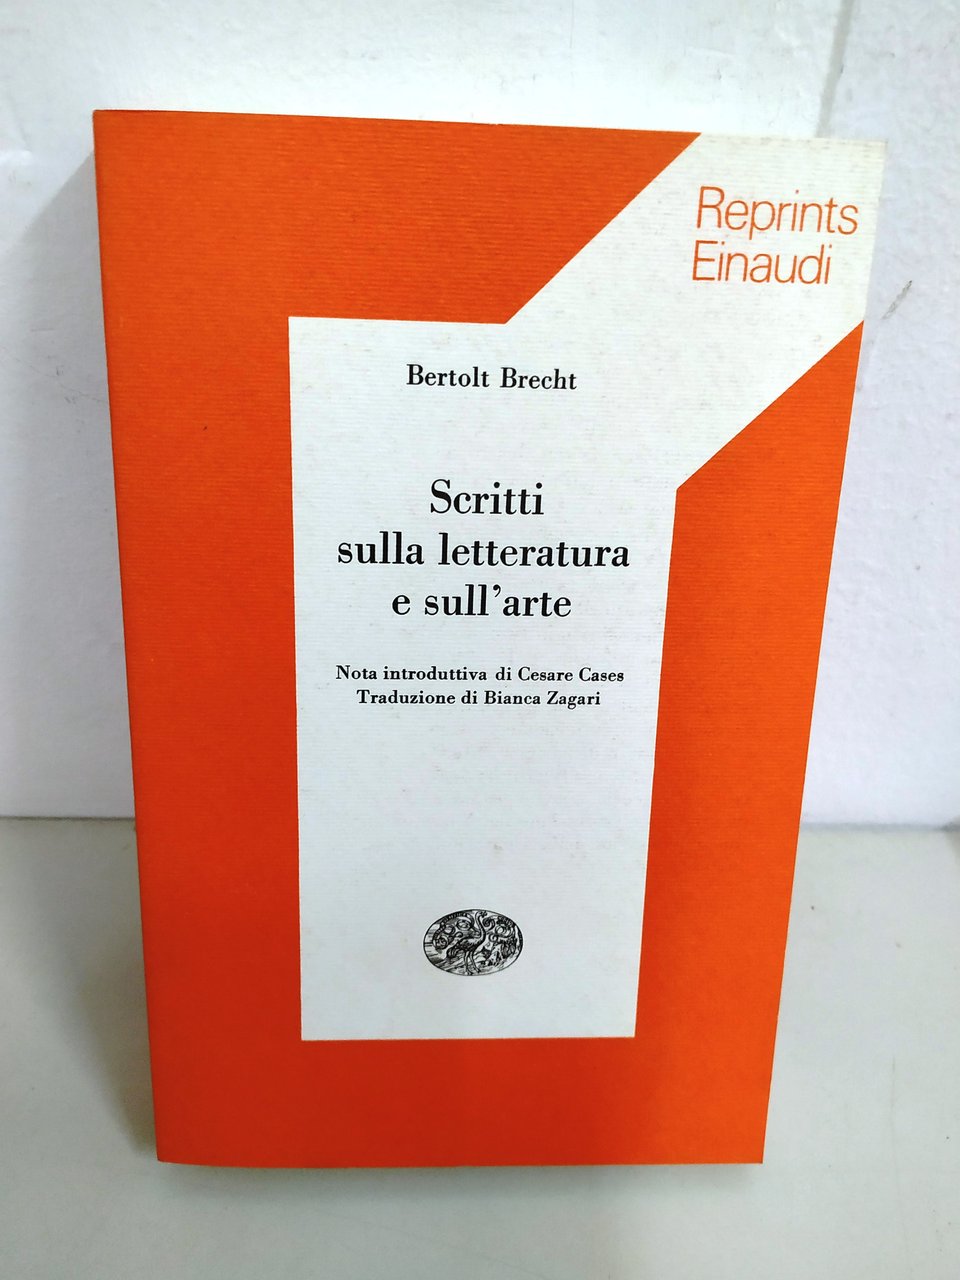 Reprints
Einaudi
Bertolt Brecht
Scritti
sulla letteratura
e sull'arte
Nota introduttiva di Cesare Cases
Traduzione di Bianca Zagari